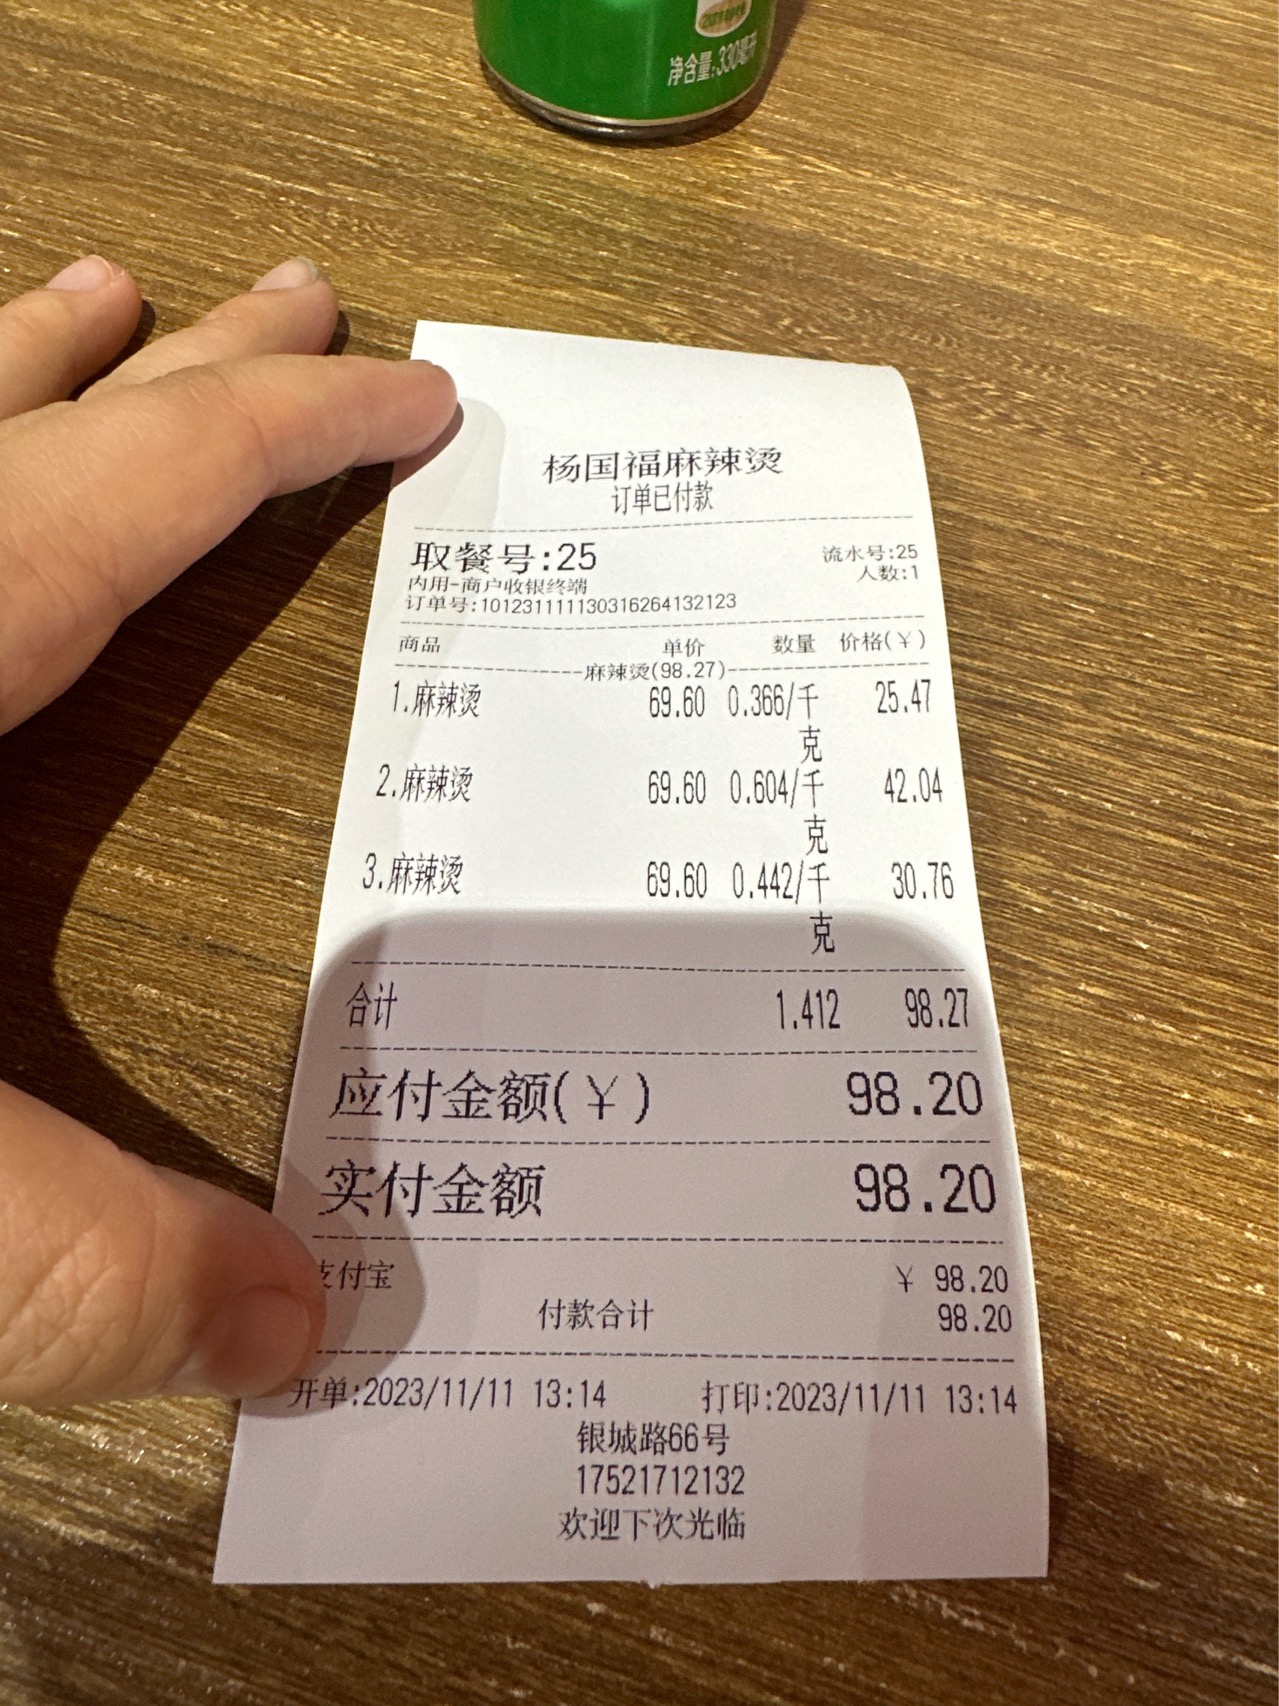 净含量:330毫升
杨国福麻辣烫
订单已付款
取餐号:25 流水号:25
内用-商户收银终端 人数:1
订单号:101231111130316264132123
商品 单价 数量 价格(¥)
麻辣烫(98.27)
1.麻辣烫 69.60 0.366/千克 25.47
2.麻辣烫 69.60 0.604/千克 42.04
3.麻辣烫 69.60 0.442/千克 30.76
合计 1.412 98.27
应付金额(¥) 98.20
实付金额 98.20
支付宝 ¥ 98.20
付款合计 98.20
开单:2023/11/11 13:14 打印:2023/11/11 13:14
银城路66号
17521712132
欢迎下次光临